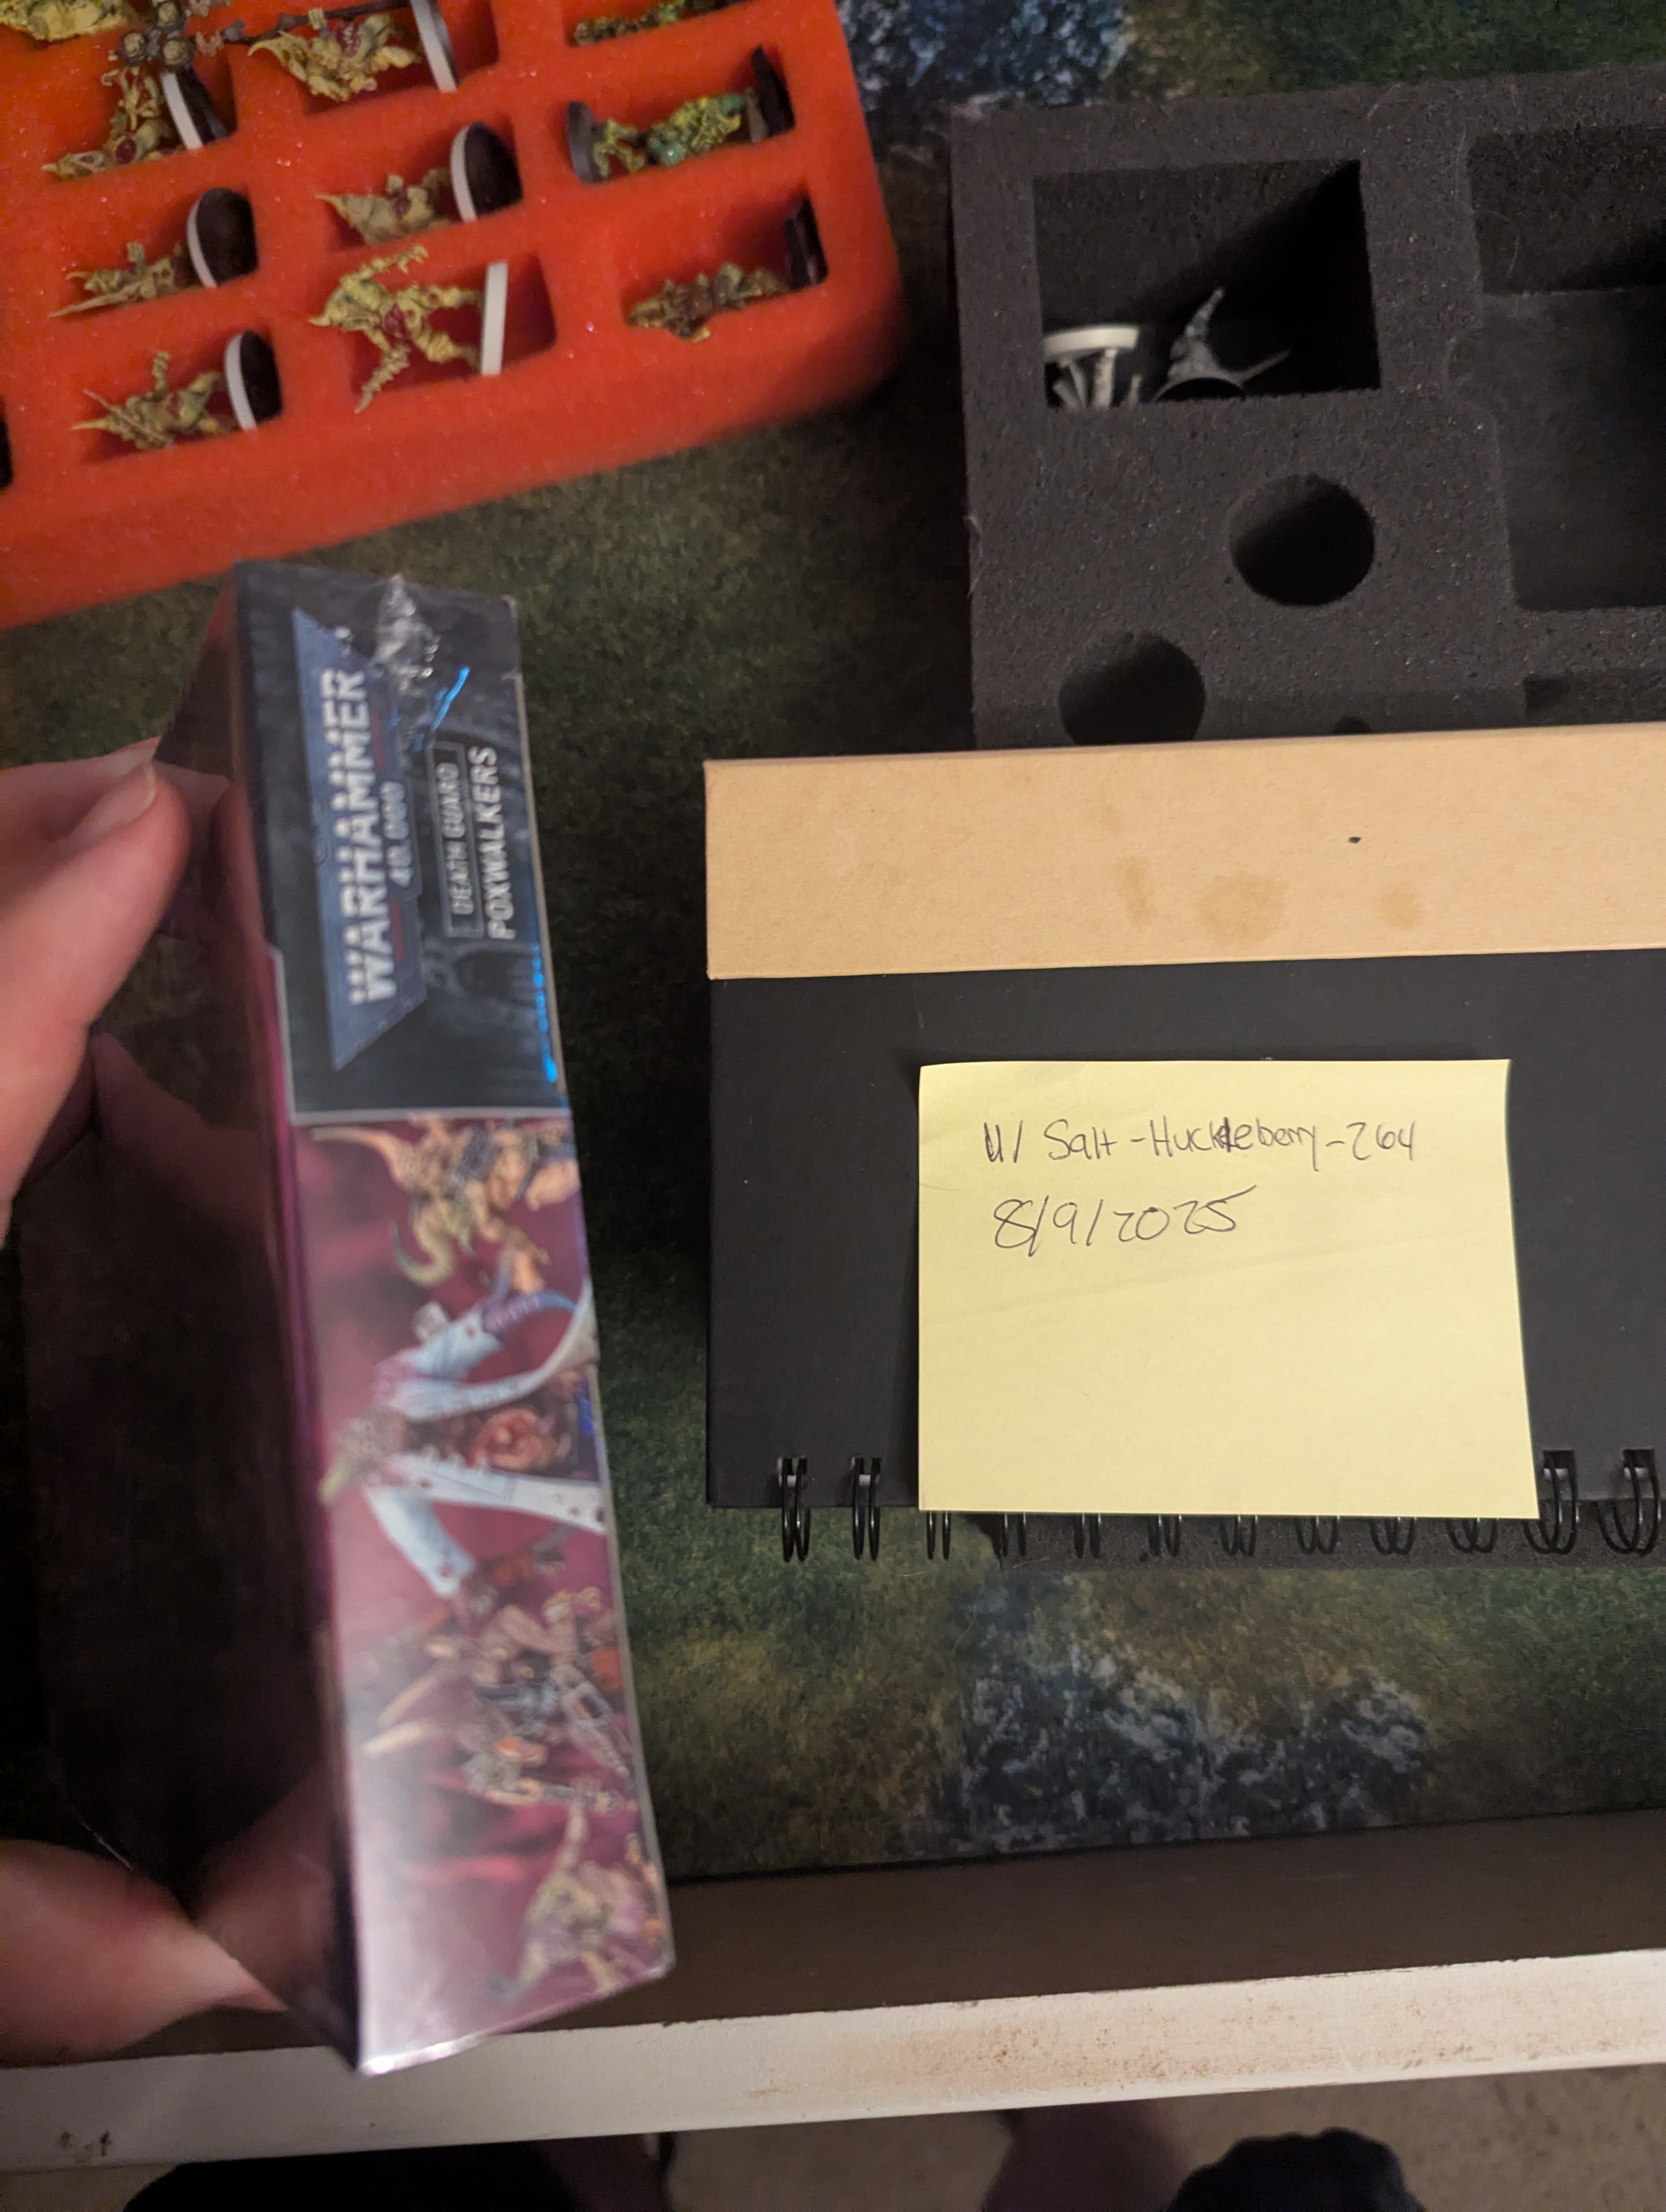 WARHAMMER
40,000
DEATH GUARD
POXWALKERS
U/ Salt-Huckleberry-264
8/9/2025